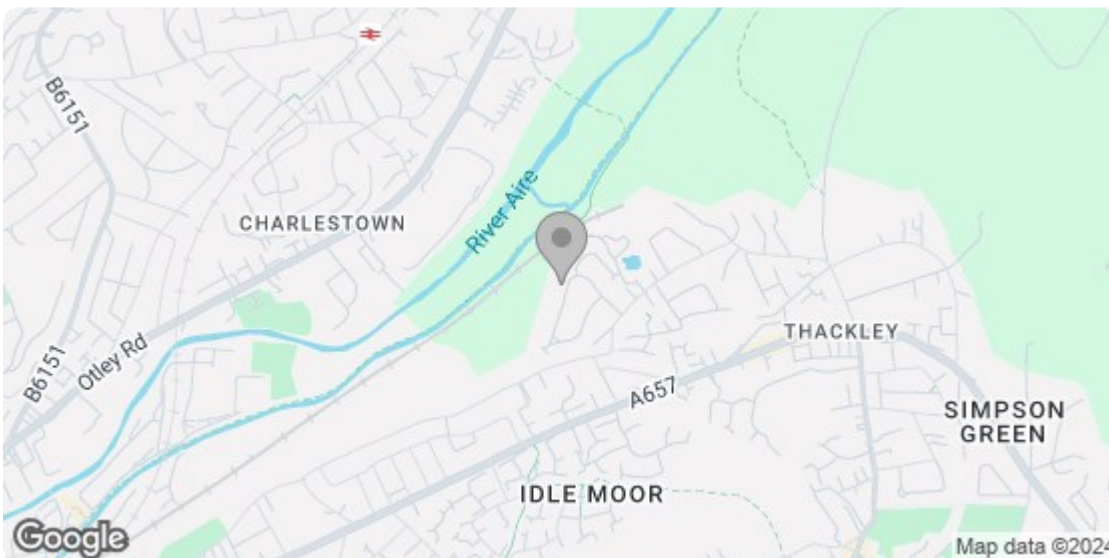 B6151
CHARLESTOWN
River Aire
Otley Rd
B6151
THACKLEY
A657
SIMPSON
GREEN
IDLE MOOR
Google
Map data ©2024